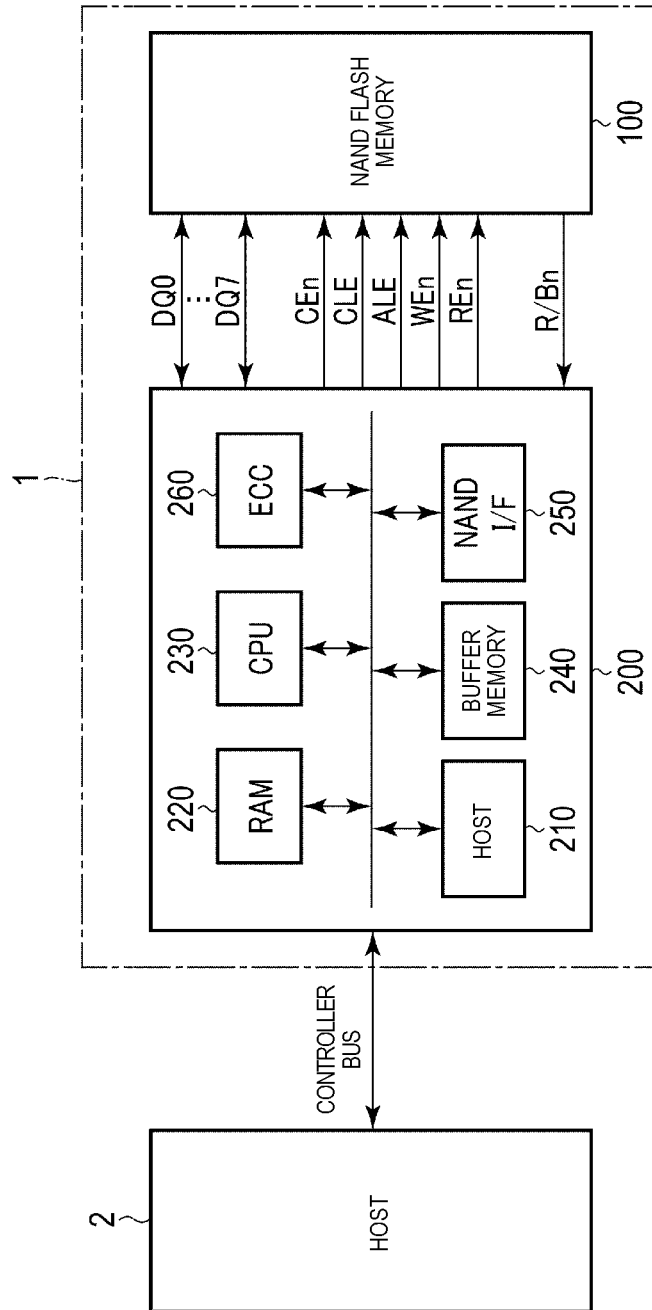 1
2
HOST
CONTROLLER
BUS
220
RAM
230
CPU
260
ECC
HOST
210
BUFFER
MEMORY
240
NAND
I/F
250
200
DQ0
DQ7
CEn
CLE
ALE
WEn
REn
R/Bn
NAND FLASH
MEMORY
100